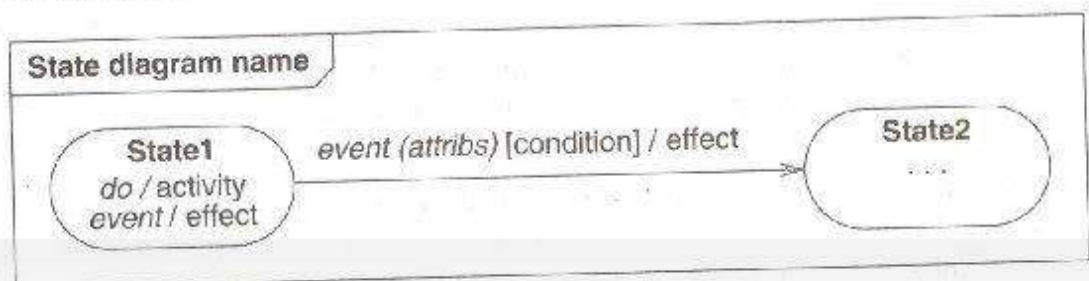 State diagram name
State1
do / activity
event / effect
event (attribs) [condition] / effect
State2
. . .